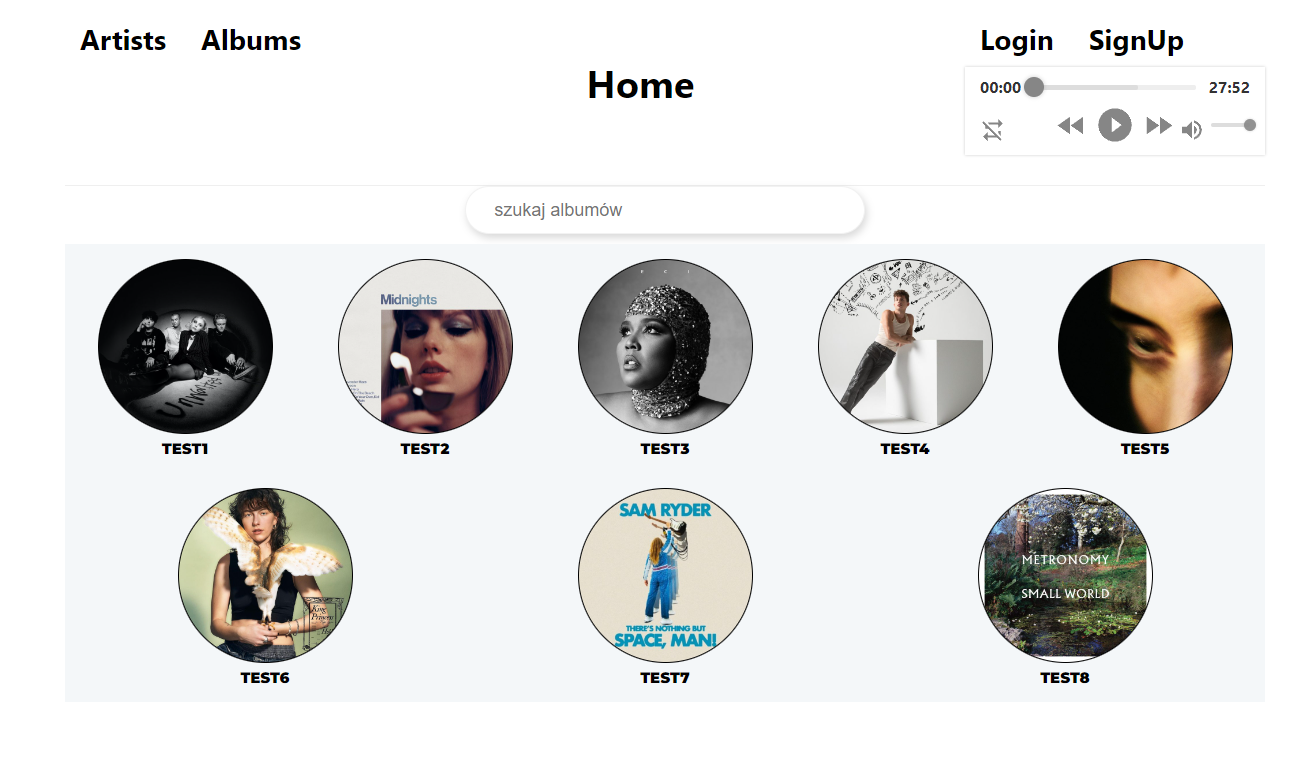 Artists Albums
Login SignUp
Home
00:00 27:52
szukaj albumów
UNWANTED
Midnights
TEST1
TEST2
TEST3
TEST4
TEST5
SAM RYDER
THERE'S NOTHING BUT
SPACE, MAN!
King
Princess
METRONOMY
SMALL WORLD
TEST6
TEST7
TEST8